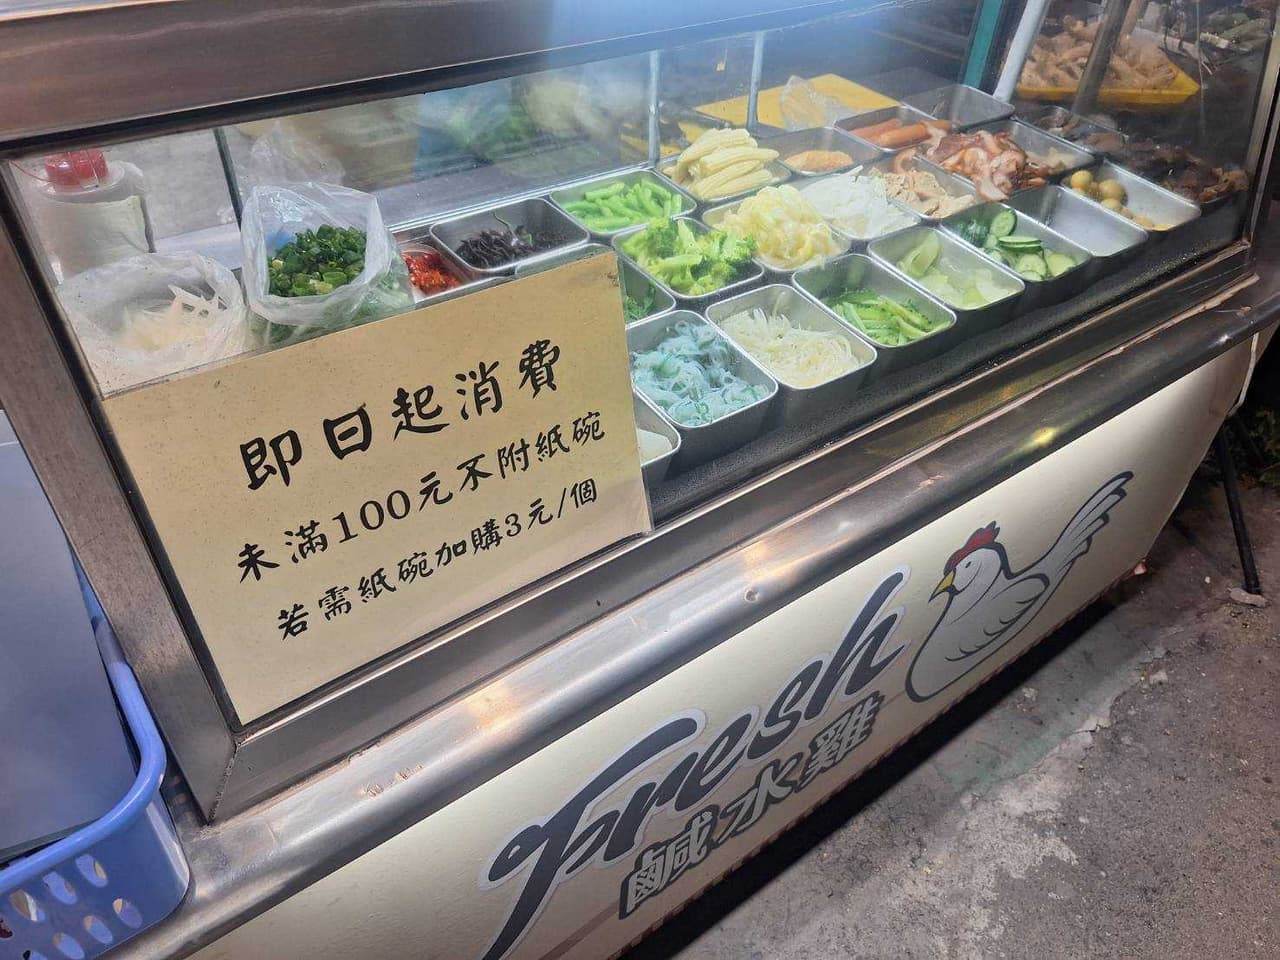 即日起消費
未滿100元不附紙碗
若需紙碗加購3元/個
Fresh
鹹水雞